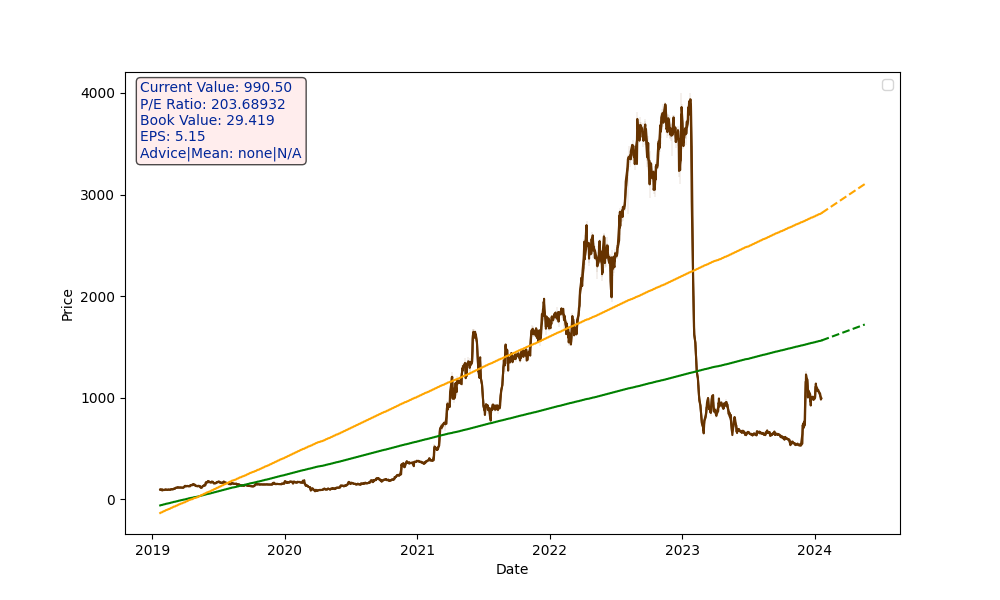 Current Value: 990.50
P/E Ratio: 203.68932
Book Value: 29.419
EPS: 5.15
Advice|Mean: none|N/A
4000
3000
2000
1000
0
Price
2019 2020 2021 2022 2023 2024
Date